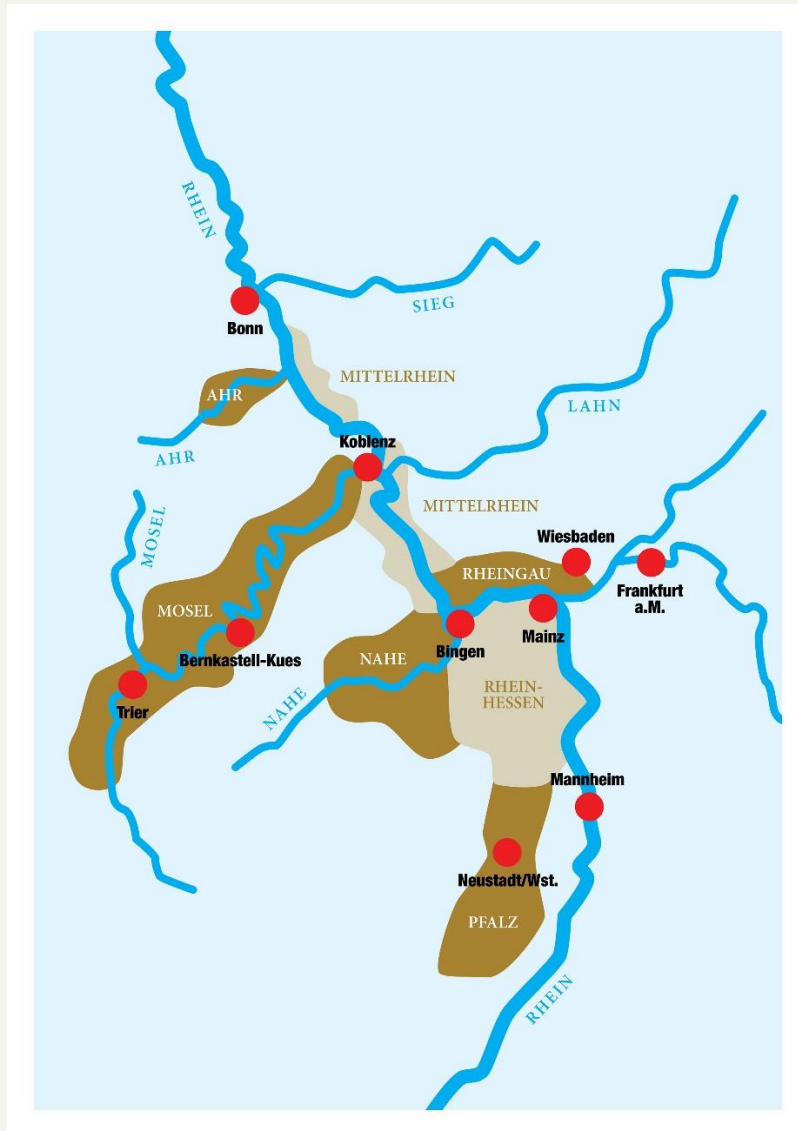 RHEIN
SIEG
Bonn
MITTELRHEIN
AHR
LAHN
Koblenz
AHR
MOSEL
MITTELRHEIN
Wiesbaden
RHEINGAU
Frankfurt
a.M.
MOSEL
Mainz
Bingen
Bernkastell-Kues
NAHE
RHEIN-
HESSEN
NAHE
Trier
Mannheim
Neustadt/Wst.
PFALZ
RHEIN